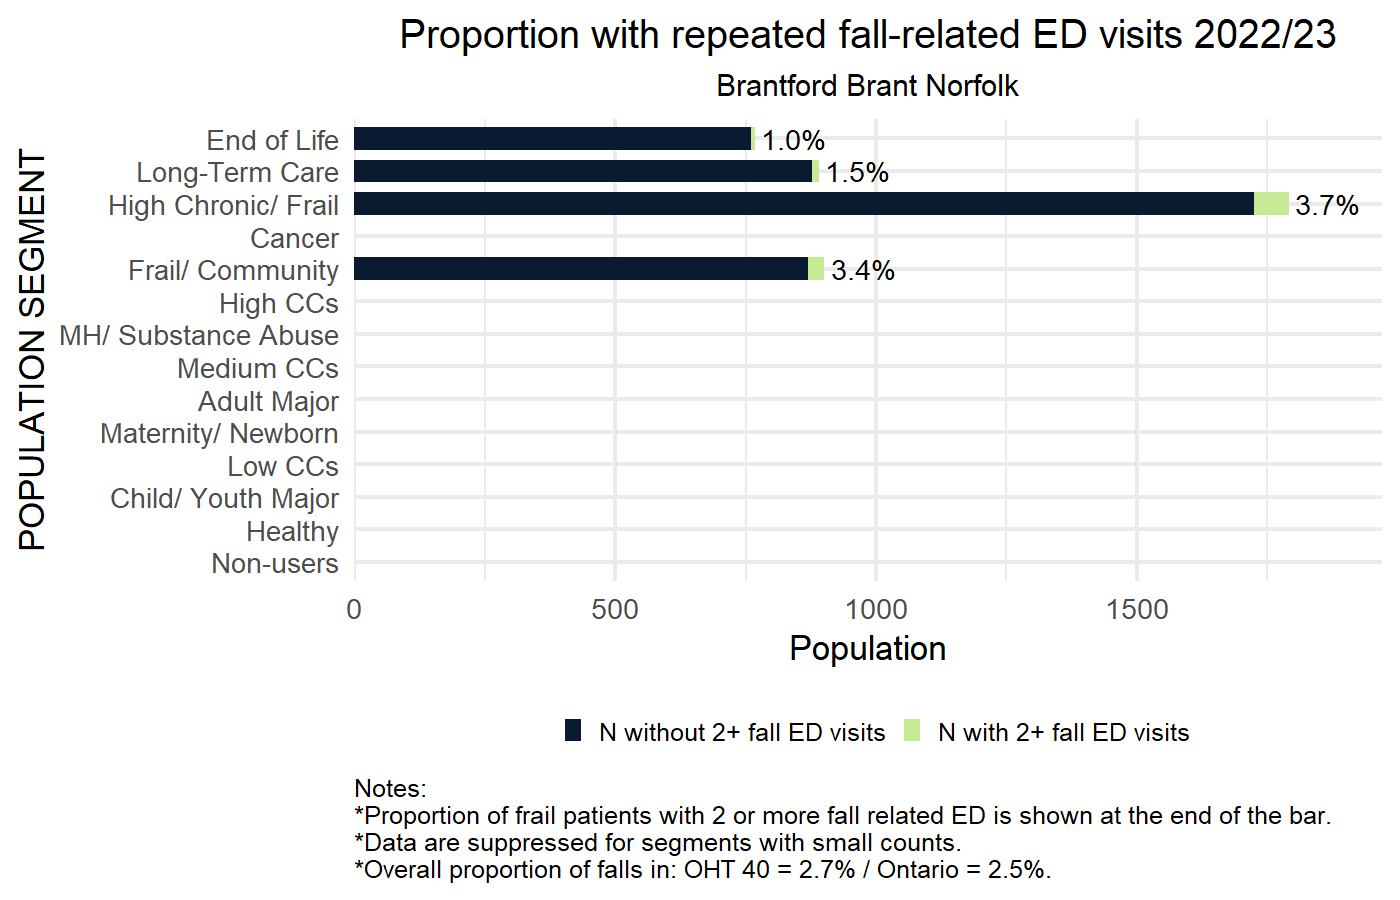 Proportion with repeated fall-related ED visits 2022/23
Brantford Brant Norfolk
POPULATION SEGMENT
End of Life 1.0%
Long-Term Care 1.5%
High Chronic/ Frail 3.7%
Cancer
Frail/ Community 3.4%
High CCs
MH/ Substance Abuse
Medium CCs
Adult Major
Maternity/ Newborn
Low CCs
Child/ Youth Major
Healthy
Non-users
0 500 1000 1500
Population
N without 2+ fall ED visits N with 2+ fall ED visits
Notes:
*Proportion of frail patients with 2 or more fall related ED is shown at the end of the bar.
*Data are suppressed for segments with small counts.
*Overall proportion of falls in: OHT 40 = 2.7% / Ontario = 2.5%.